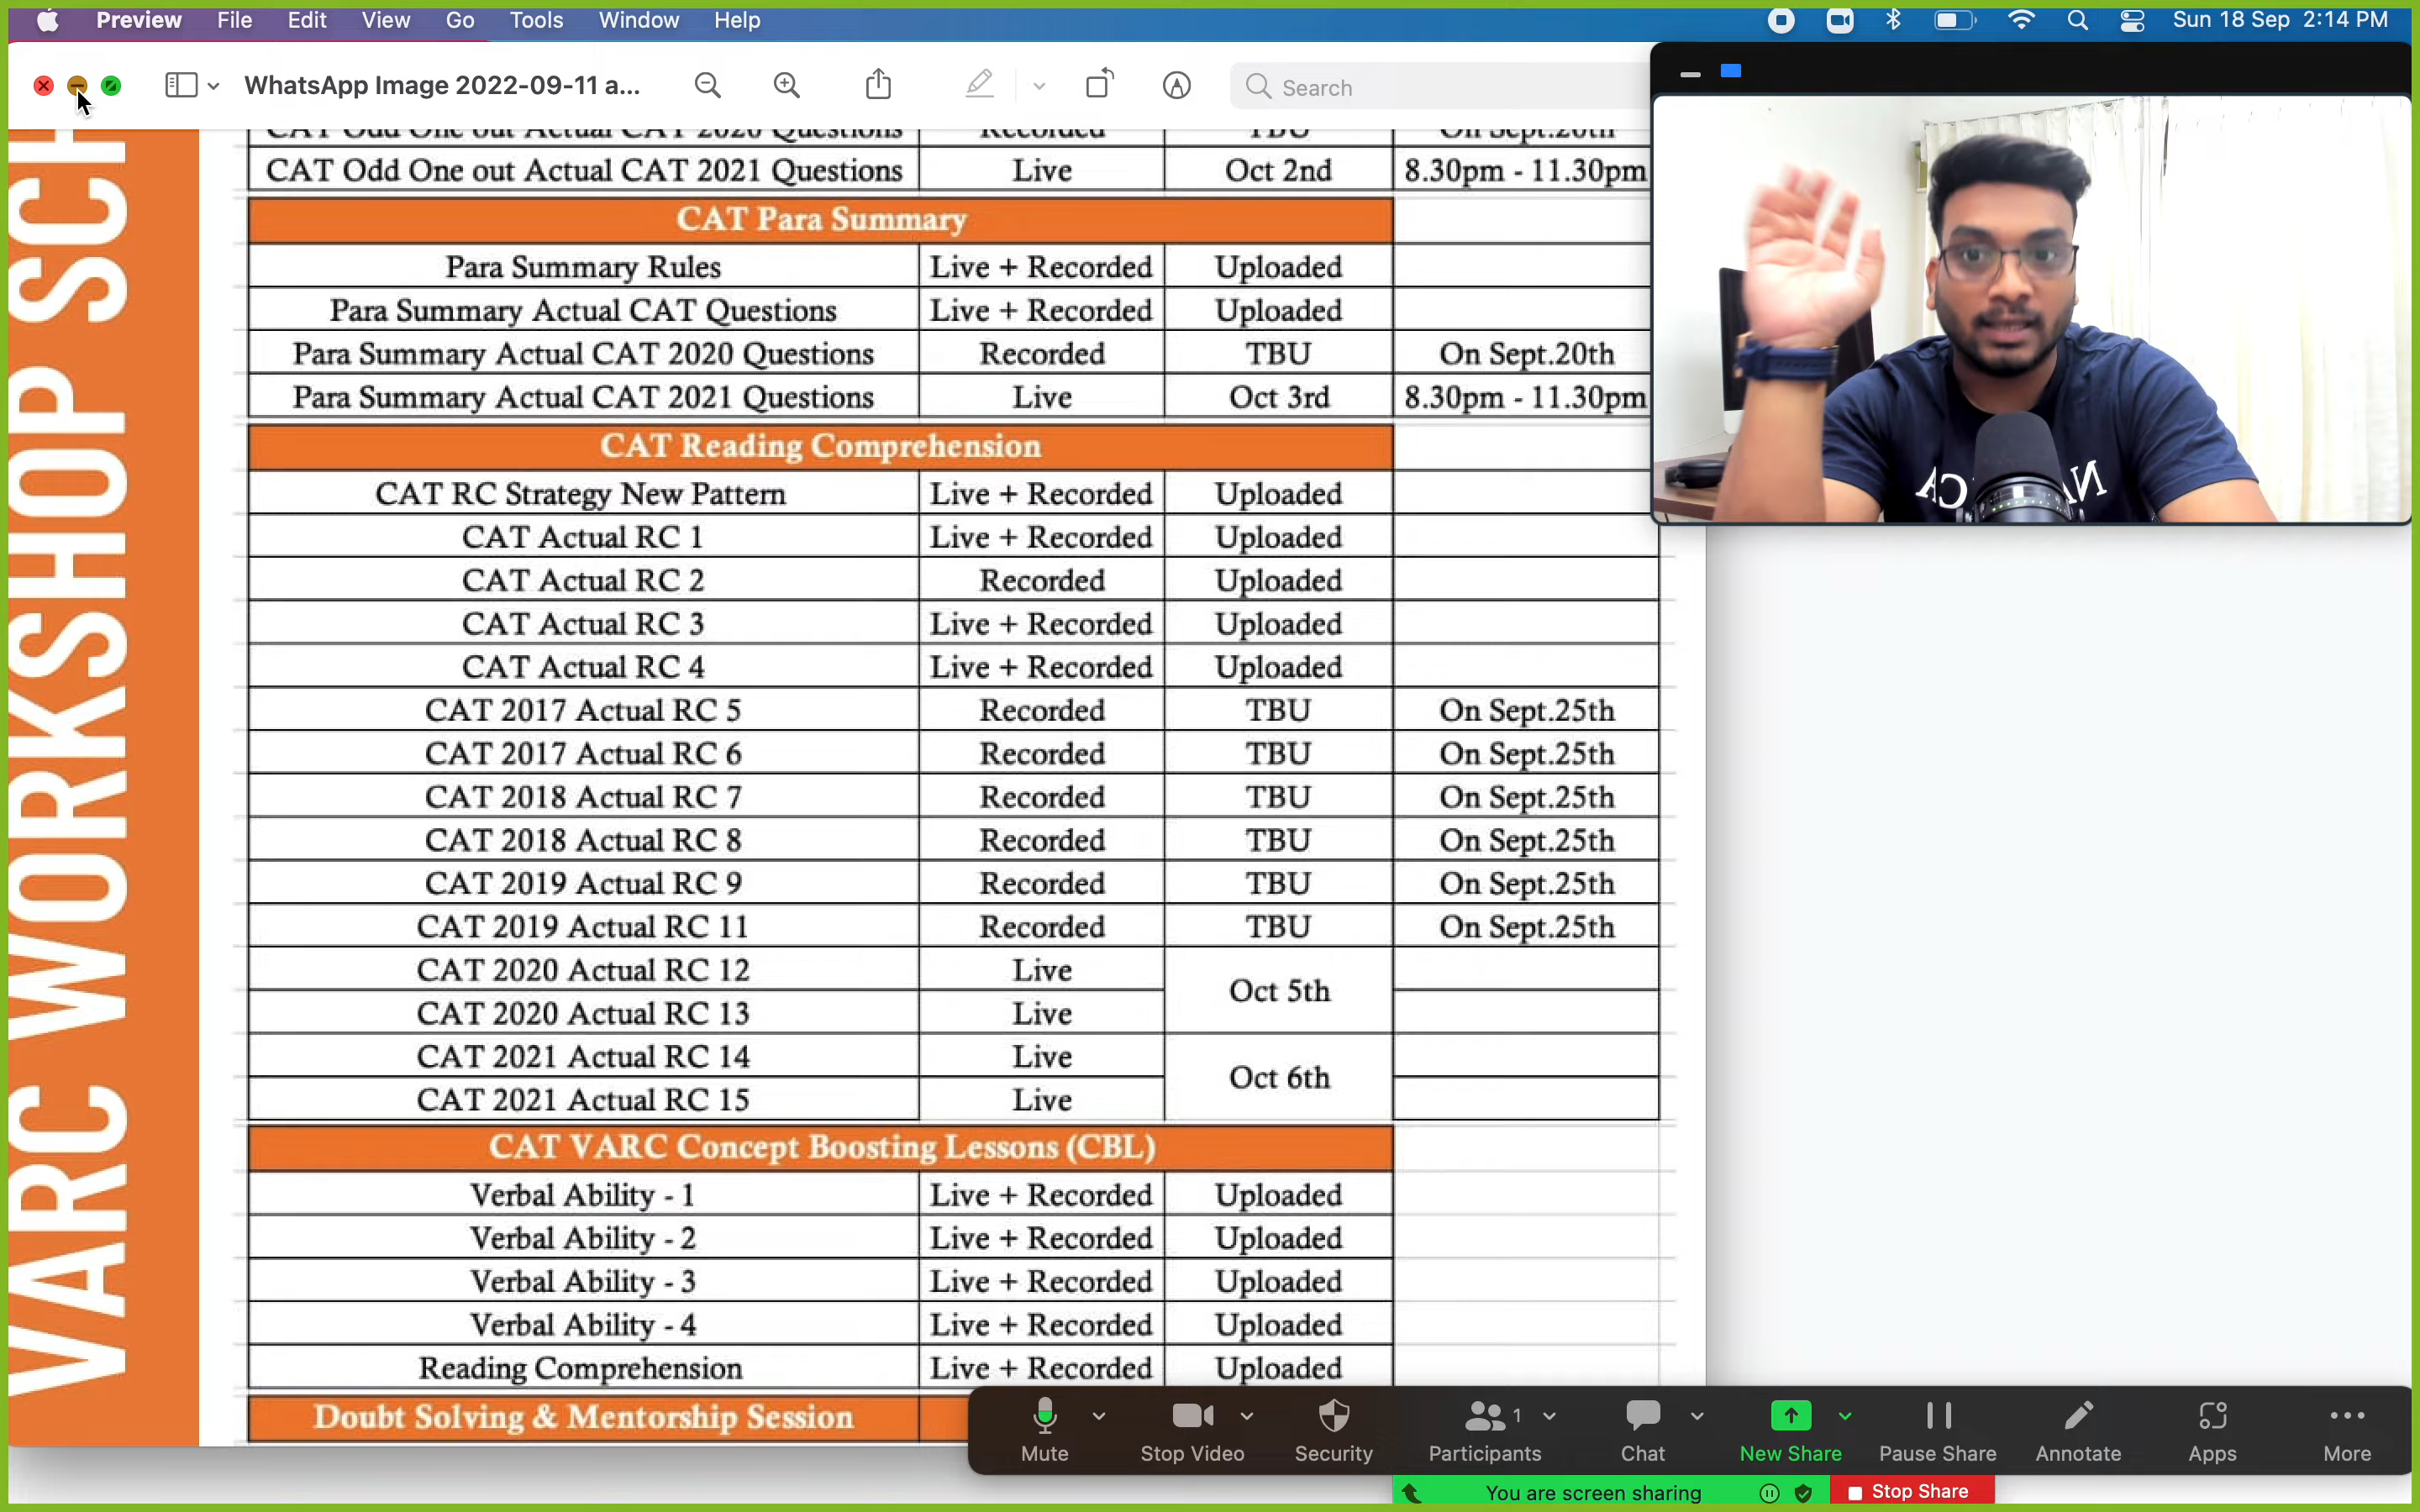 Preview File Edit View Go Tools Window Help Sun 18 Sep 2:14 PM
WhatsApp Image 2022-09-11 a... Search
CAT Odd One out Actual CAT 2020 Questions Recorded TBU On Sept.20th
CAT Odd One out Actual CAT 2021 Questions Live Oct 2nd 8.30pm - 11.30pm
CAT Para Summary
Para Summary Rules Live + Recorded Uploaded
Para Summary Actual CAT Questions Live + Recorded Uploaded
Para Summary Actual CAT 2020 Questions Recorded TBU On Sept.20th
Para Summary Actual CAT 2021 Questions Live Oct 3rd 8.30pm - 11.30pm
CAT Reading Comprehension
CAT RC Strategy New Pattern Live + Recorded Uploaded
CAT Actual RC 1 Live + Recorded Uploaded
CAT Actual RC 2 Recorded Uploaded
CAT Actual RC 3 Live + Recorded Uploaded
CAT Actual RC 4 Live + Recorded Uploaded
CAT 2017 Actual RC 5 Recorded TBU On Sept.25th
CAT 2017 Actual RC 6 Recorded TBU On Sept.25th
CAT 2018 Actual RC 7 Recorded TBU On Sept.25th
CAT 2018 Actual RC 8 Recorded TBU On Sept.25th
CAT 2019 Actual RC 9 Recorded TBU On Sept.25th
CAT 2019 Actual RC 11 Recorded TBU On Sept.25th
CAT 2020 Actual RC 12 Live Oct 5th
CAT 2020 Actual RC 13 Live
CAT 2021 Actual RC 14 Live Oct 6th
CAT 2021 Actual RC 15 Live
CAT VARC Concept Boosting Lessons (CBL)
Verbal Ability - 1 Live + Recorded Uploaded
Verbal Ability - 2 Live + Recorded Uploaded
Verbal Ability - 3 Live + Recorded Uploaded
Verbal Ability - 4 Live + Recorded Uploaded
Reading Comprehension Live + Recorded Uploaded
Doubt Solving & Mentorship Session
VARC WORKSHOP SCH
1
Mute Stop Video Security Participants Chat New Share Pause Share Annotate Apps More
You are screen sharing Stop Share